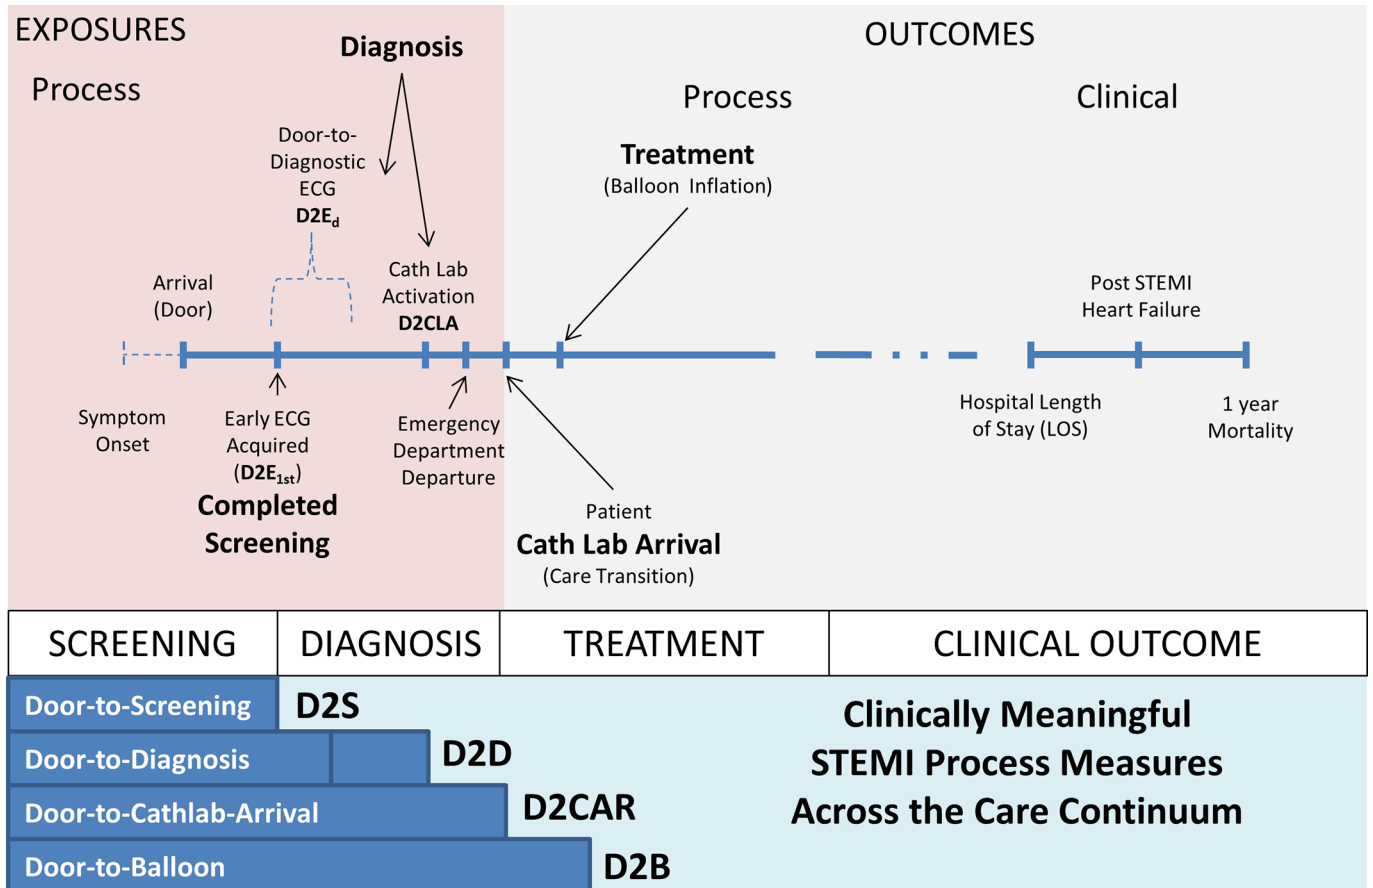 EXPOSURES
OUTCOMES
Process
Diagnosis
Process
Clinical
Door-to-
Diagnostic
ECG
D2Ed
Treatment
(Balloon Inflation)
Arrival
(Door)
Cath Lab
Activation
D2CLA
Post STEMI
Heart Failure
Symptom
Onset
Early ECG
Acquired
(D2E1st)
Completed
Screening
Emergency
Department
Departure
Patient
Cath Lab Arrival
(Care Transition)
Hospital Length
of Stay (LOS)
1 year
Mortality
SCREENING
DIAGNOSIS
TREATMENT
CLINICAL OUTCOME
Door-to-Screening
D2S
Door-to-Diagnosis
D2D
Door-to-Cathlab-Arrival
D2CAR
Door-to-Balloon
D2B
Clinically Meaningful
STEMI Process Measures
Across the Care Continuum